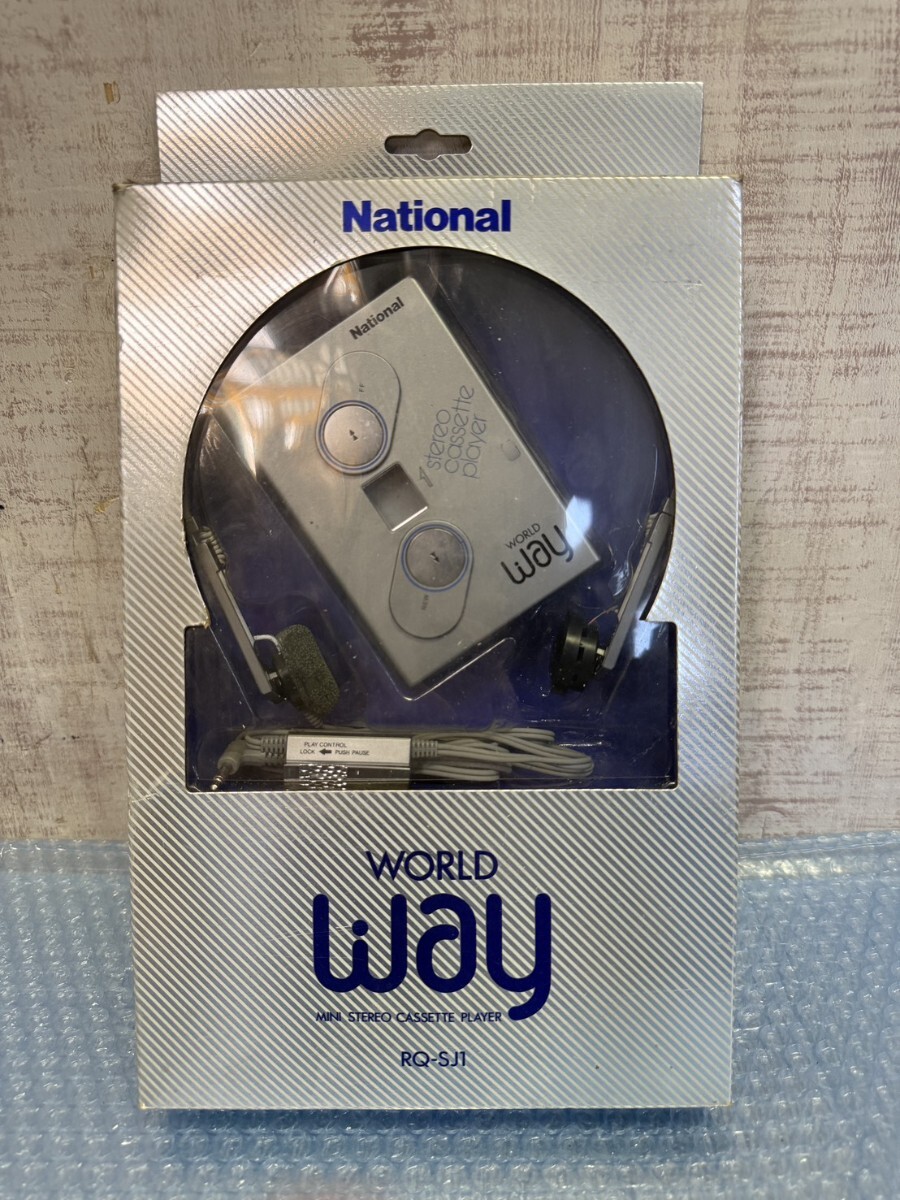 National
National
stereo
cassette
player
WORLD
way
PLAY CONTROL
LOCK PUSH PAUSE
WORLD
way
MINI STEREO CASSETTE PLAYER
RQ-SJ1